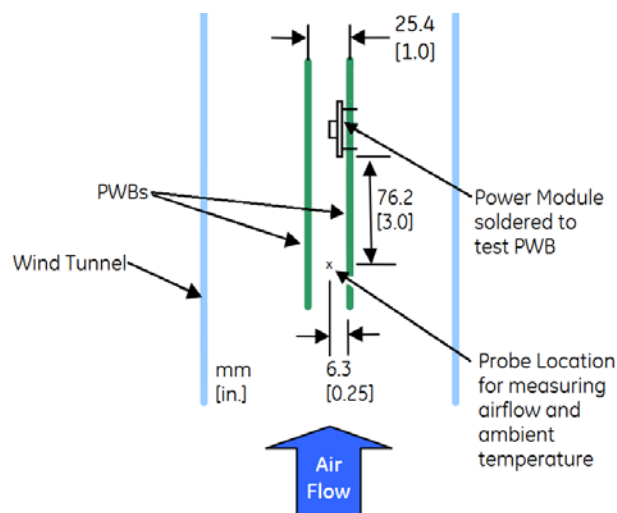 25.4
[1.0]
PWBs
76.2
[3.0]
Power Module
soldered to
test PWB
Wind Tunnel
x
mm
[in.]
6.3
[0.25]
Probe Location
for measuring
airflow and
ambient
temperature
Air
Flow